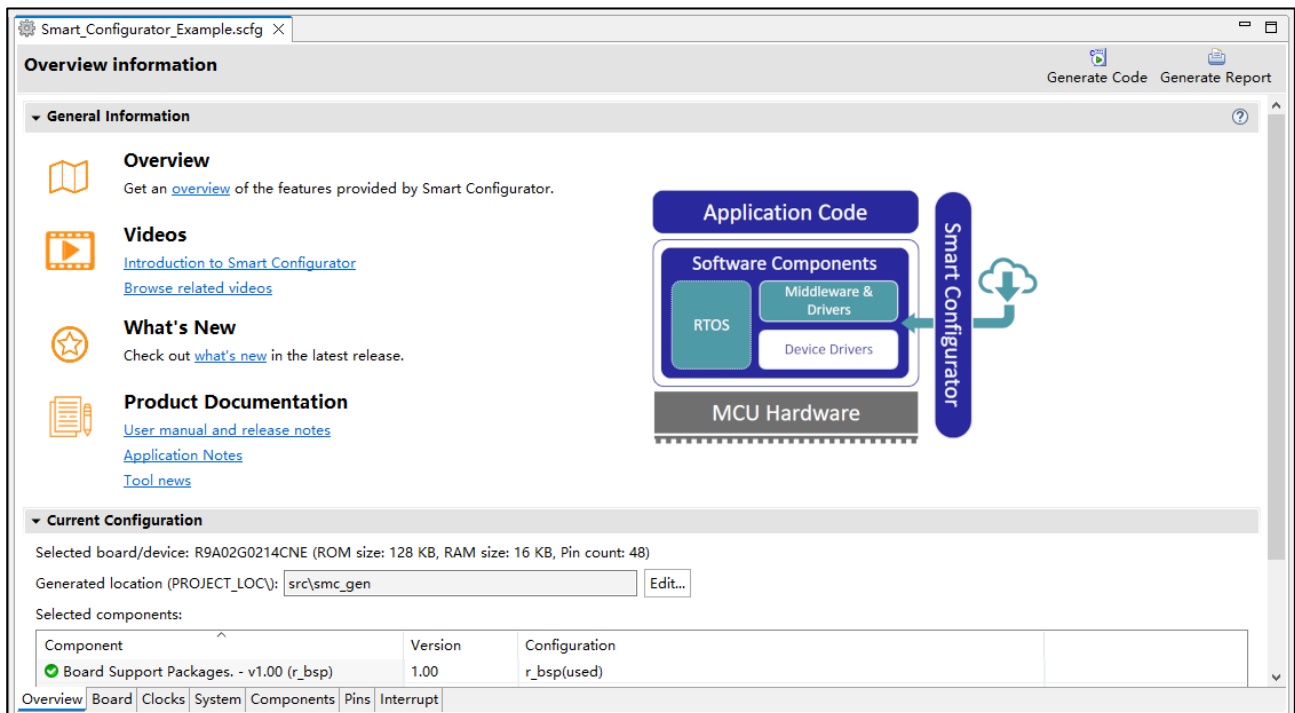 Smart_Configurator_Example.scfg
Overview information
Generate Code Generate Report
General Information
Overview
Get an overview of the features provided by Smart Configurator.
Videos
Introduction to Smart Configurator
Browse related videos
What's New
Check out what's new in the latest release.
Product Documentation
User manual and release notes
Application Notes
Tool news
Application Code
Software Components
RTOS
Middleware &
Drivers
Device Drivers
MCU Hardware
Smart Configurator
Current Configuration
Selected board/device: R9A02G0214CNE (ROM size: 128 KB, RAM size: 16 KB, Pin count: 48)
Generated location (PROJECT_LOC\): src\smc_gen Edit...
Selected components:
Component Version Configuration
Board Support Packages. - v1.00 (r_bsp) 1.00 r_bsp(used)
Overview Board Clocks System Components Pins Interrupt